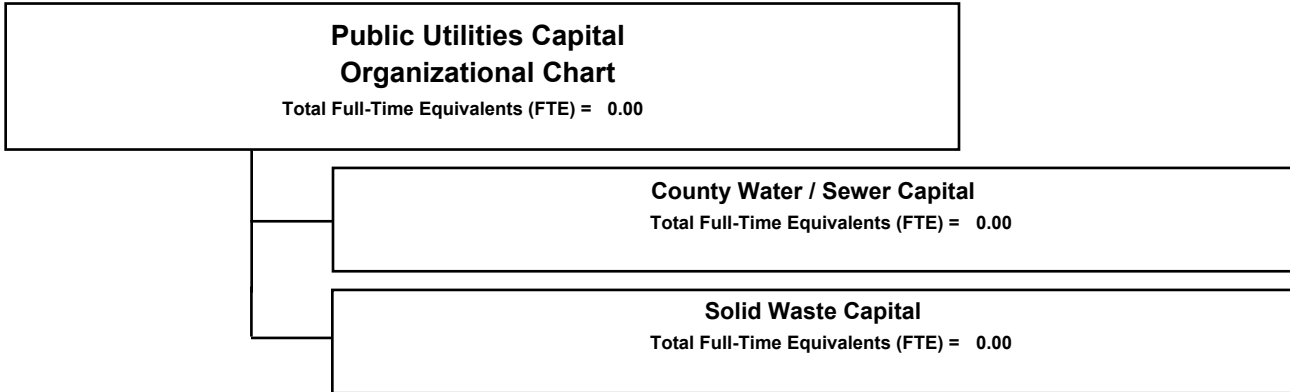 Public Utilities Capital
Organizational Chart
Total Full-Time Equivalents (FTE) = 0.00
County Water / Sewer Capital
Total Full-Time Equivalents (FTE) = 0.00
Solid Waste Capital
Total Full-Time Equivalents (FTE) = 0.00